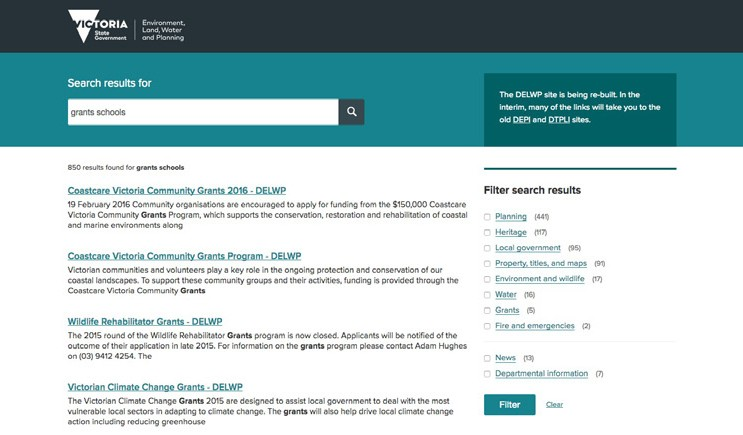 VICTORIA
State
Government
Environment,
Land, Water
and Planning
Search results for
grants schools
The DELWP site is being re-built. In the
interim, many of the links will take you to the
old DEPI and DTPLI sites.
850 results found for grants schools
Coastcare Victoria Community Grants 2016 - DELWP
19 February 2016 Community organisations are encouraged to apply for funding from the $150,000 Coastcare
Victoria Community Grants Program, which supports the conservation, restoration and rehabilitation of coastal
and marine environments along
Coastcare Victoria Community Grants Program - DELWP
Victorian communities and volunteers play a key role in the ongoing protection and conservation of our
coastal landscapes. To support these community groups and their activities, funding is provided through the
Coastcare Victoria Community Grants
Wildlife Rehabilitator Grants - DELWP
The 2015 round of the Wildlife Rehabilitator Grants program is now closed. Applicants will be notified of the
outcome of their application in late 2015. For information on the grants program please contact Adam Hughes
on (03) 9412 4254. The
Victorian Climate Change Grants - DELWP
The Victorian Climate Change Grants 2015 are designed to assist local government to deal with the most
vulnerable local sectors in adapting to climate change. The grants will also help drive local climate change
action including reducing greenhouse
Filter search results
Planning (441)
Heritage (117)
Local government (95)
Property, titles, and maps (91)
Environment and wildlife (17)
Water (16)
Grants (5)
Fire and emergencies (2)
News (13)
Departmental information (7)
Filter Clear